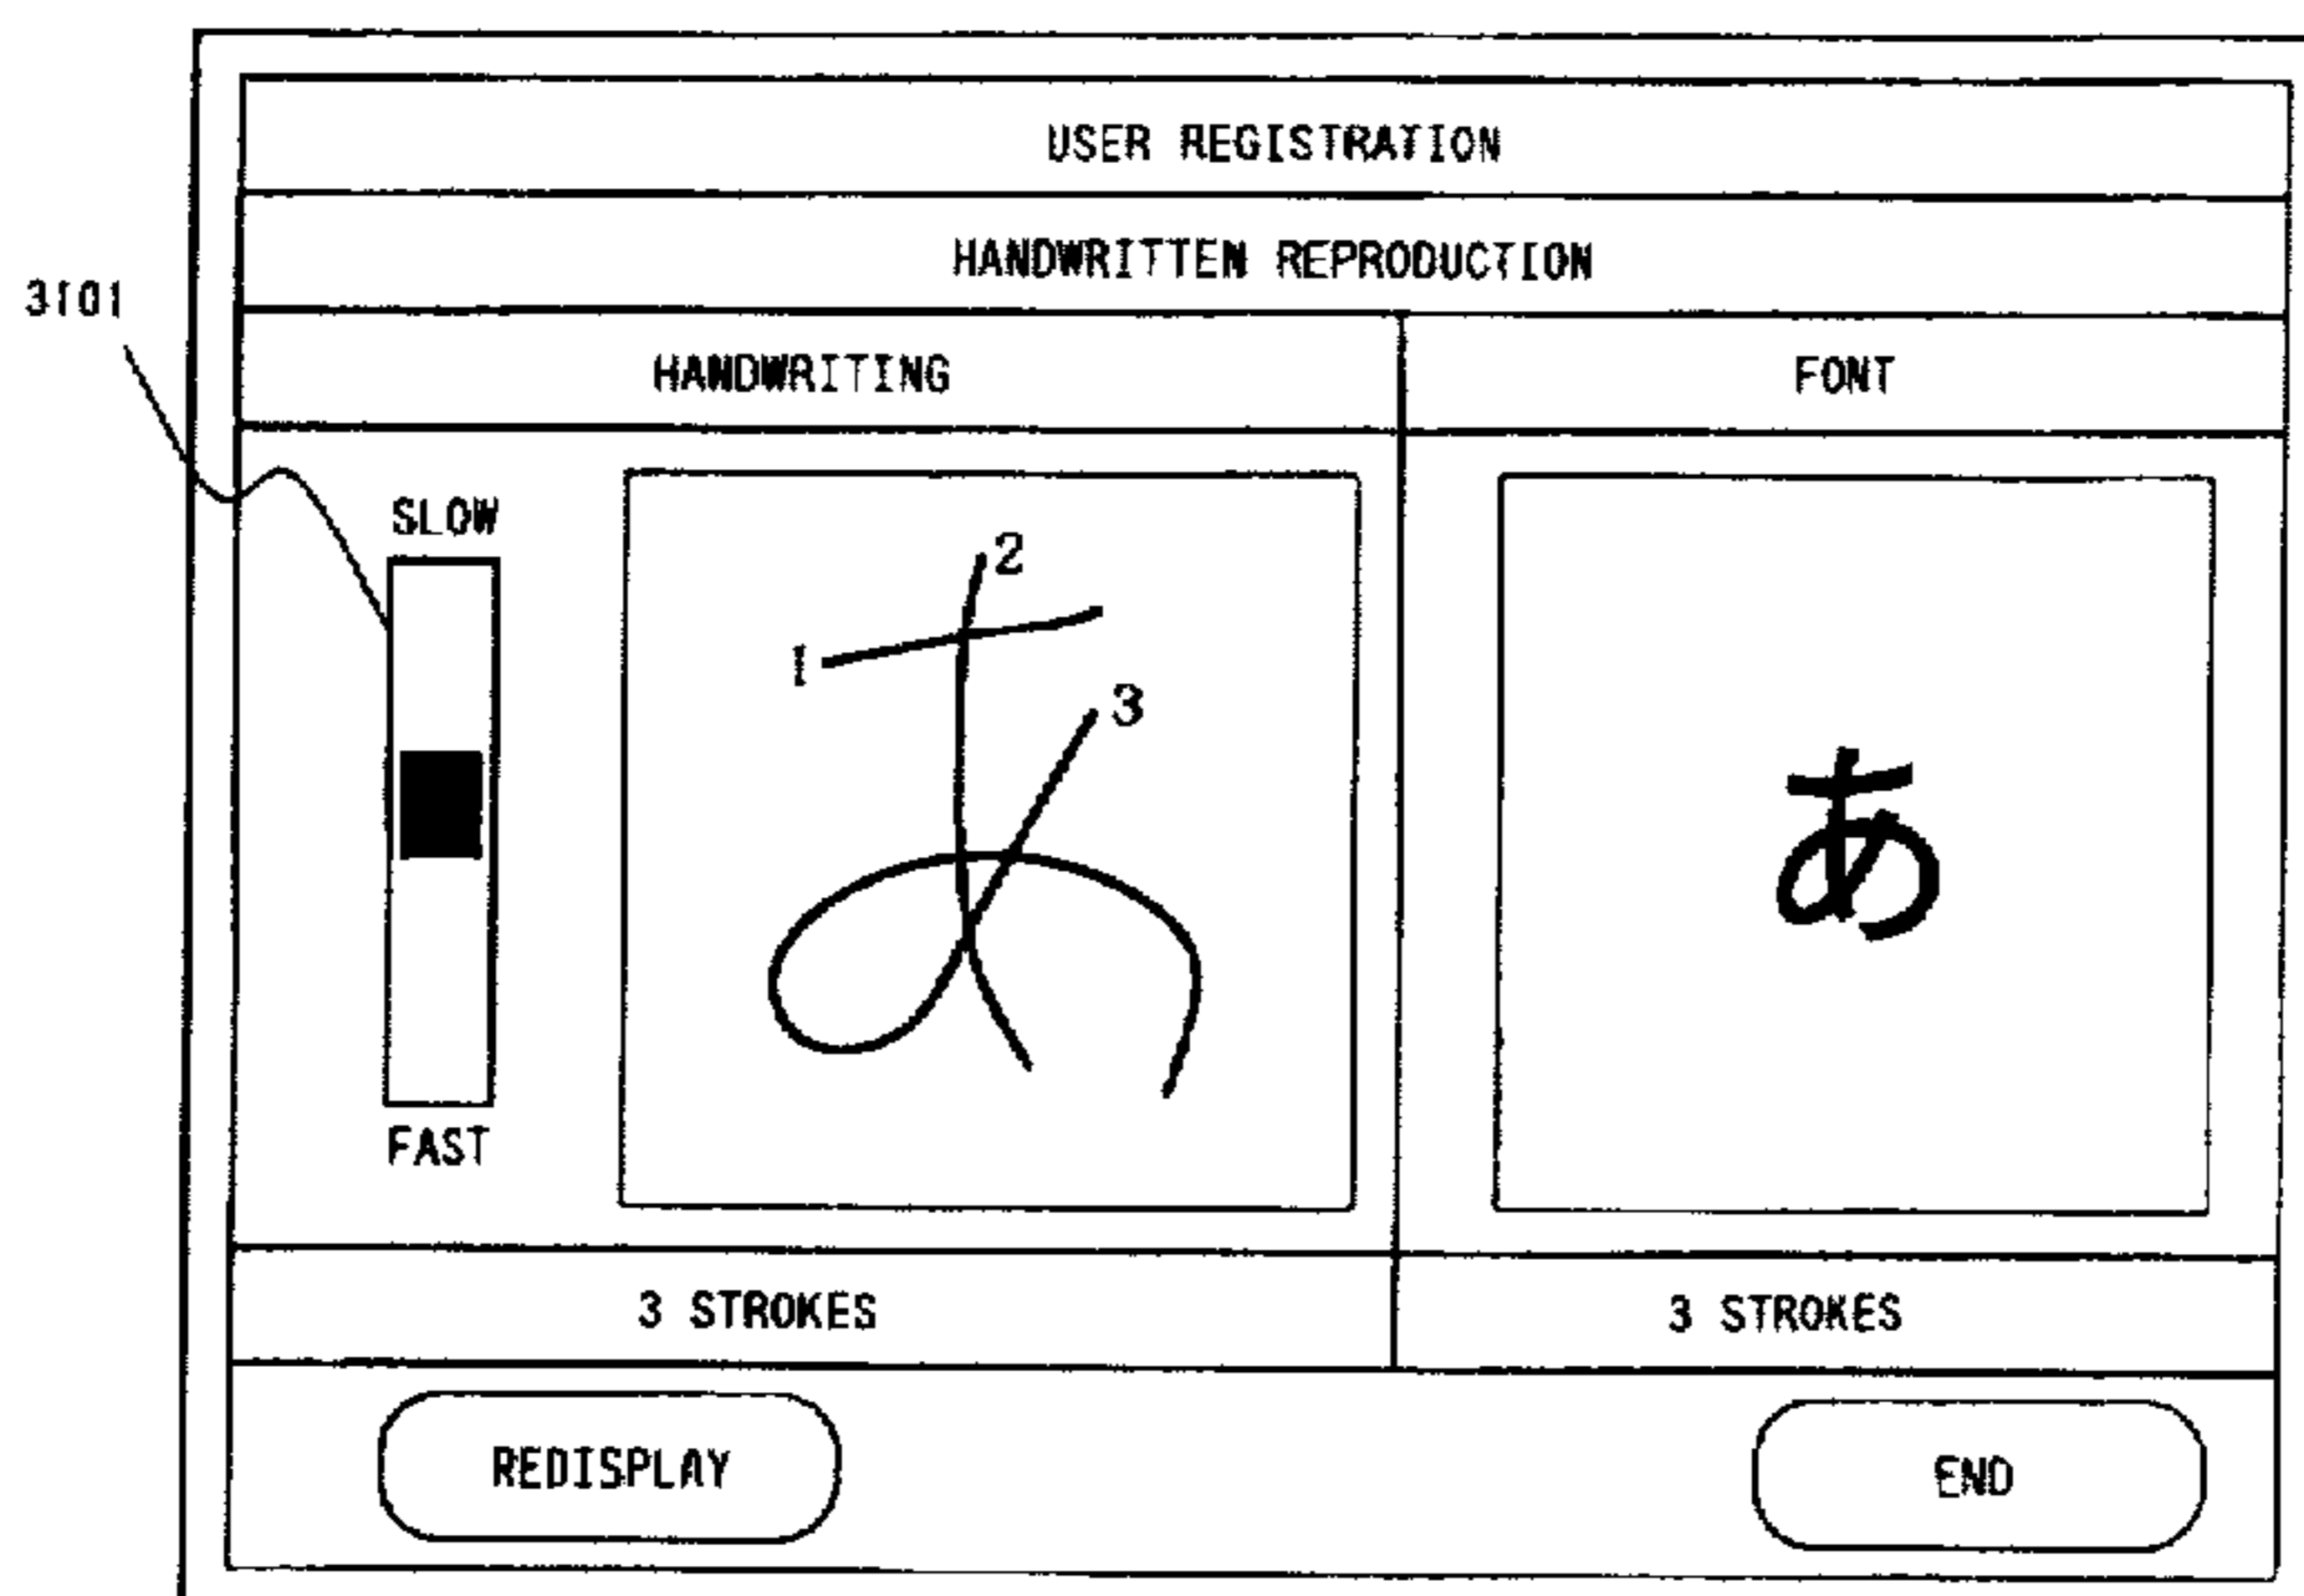 USER REGISTRATION
HANDWRITTEN REPRODUCTION
3101
HANDWRITING
FONT
SLOW
2
1
3
あ
あ
FAST
3 STROKES
3 STROKES
REDISPLAY
END